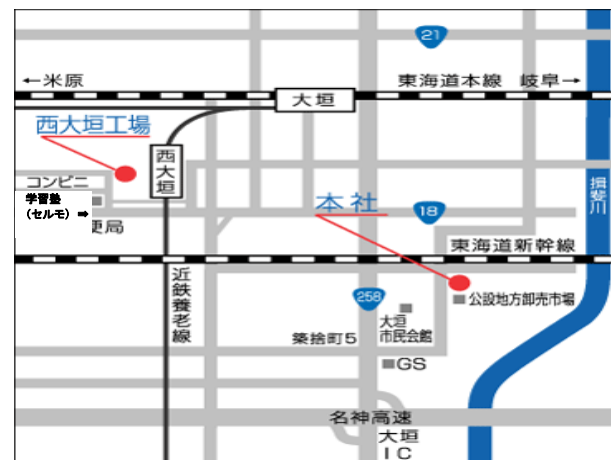 21
←米原
東海道本線 岐阜→
大垣
西大垣工場
西大垣
コンビニ
学習塾
(セルモ) ⇒
便局
本社
18
揖斐川
東海道新幹線
近鉄養老線
258
公設地方卸売市場
大垣
市民会館
築捨町5
GS
名神高速
大垣
IC